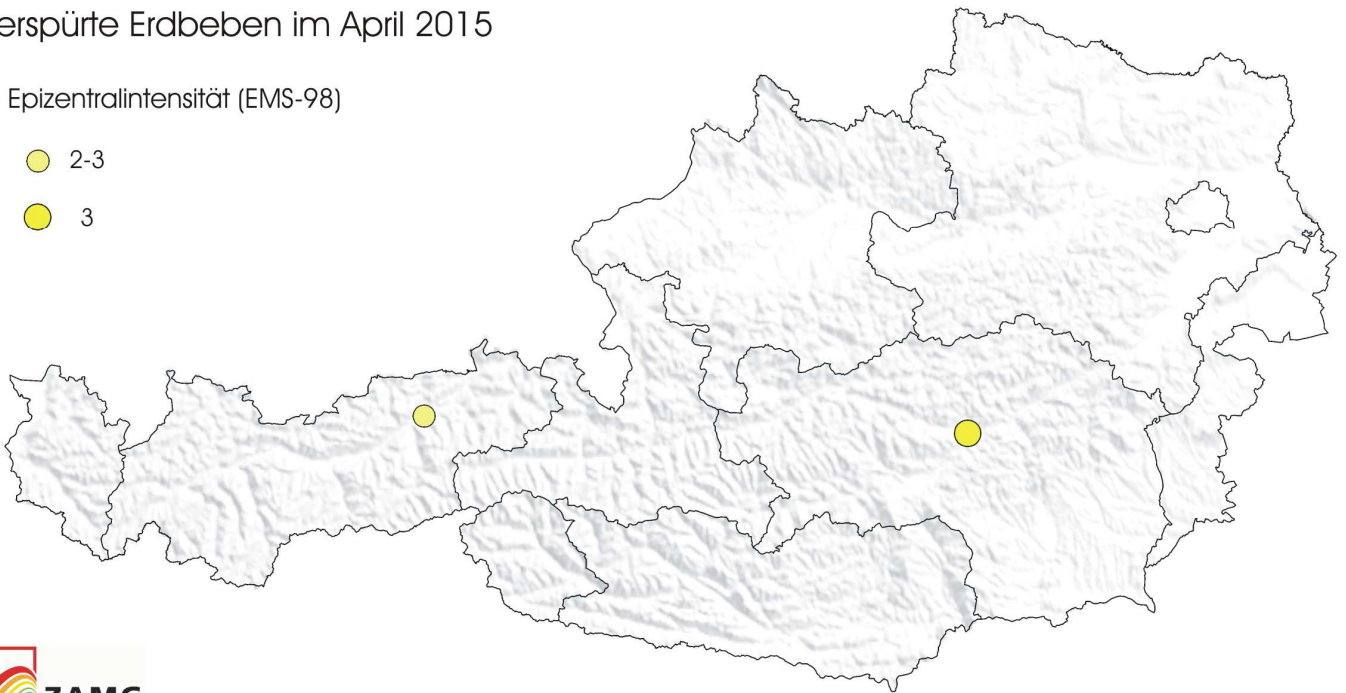 erspürte Erdbeben im April 2015
Epizentralintensität (EMS-98)
2-3
3
ZAMG